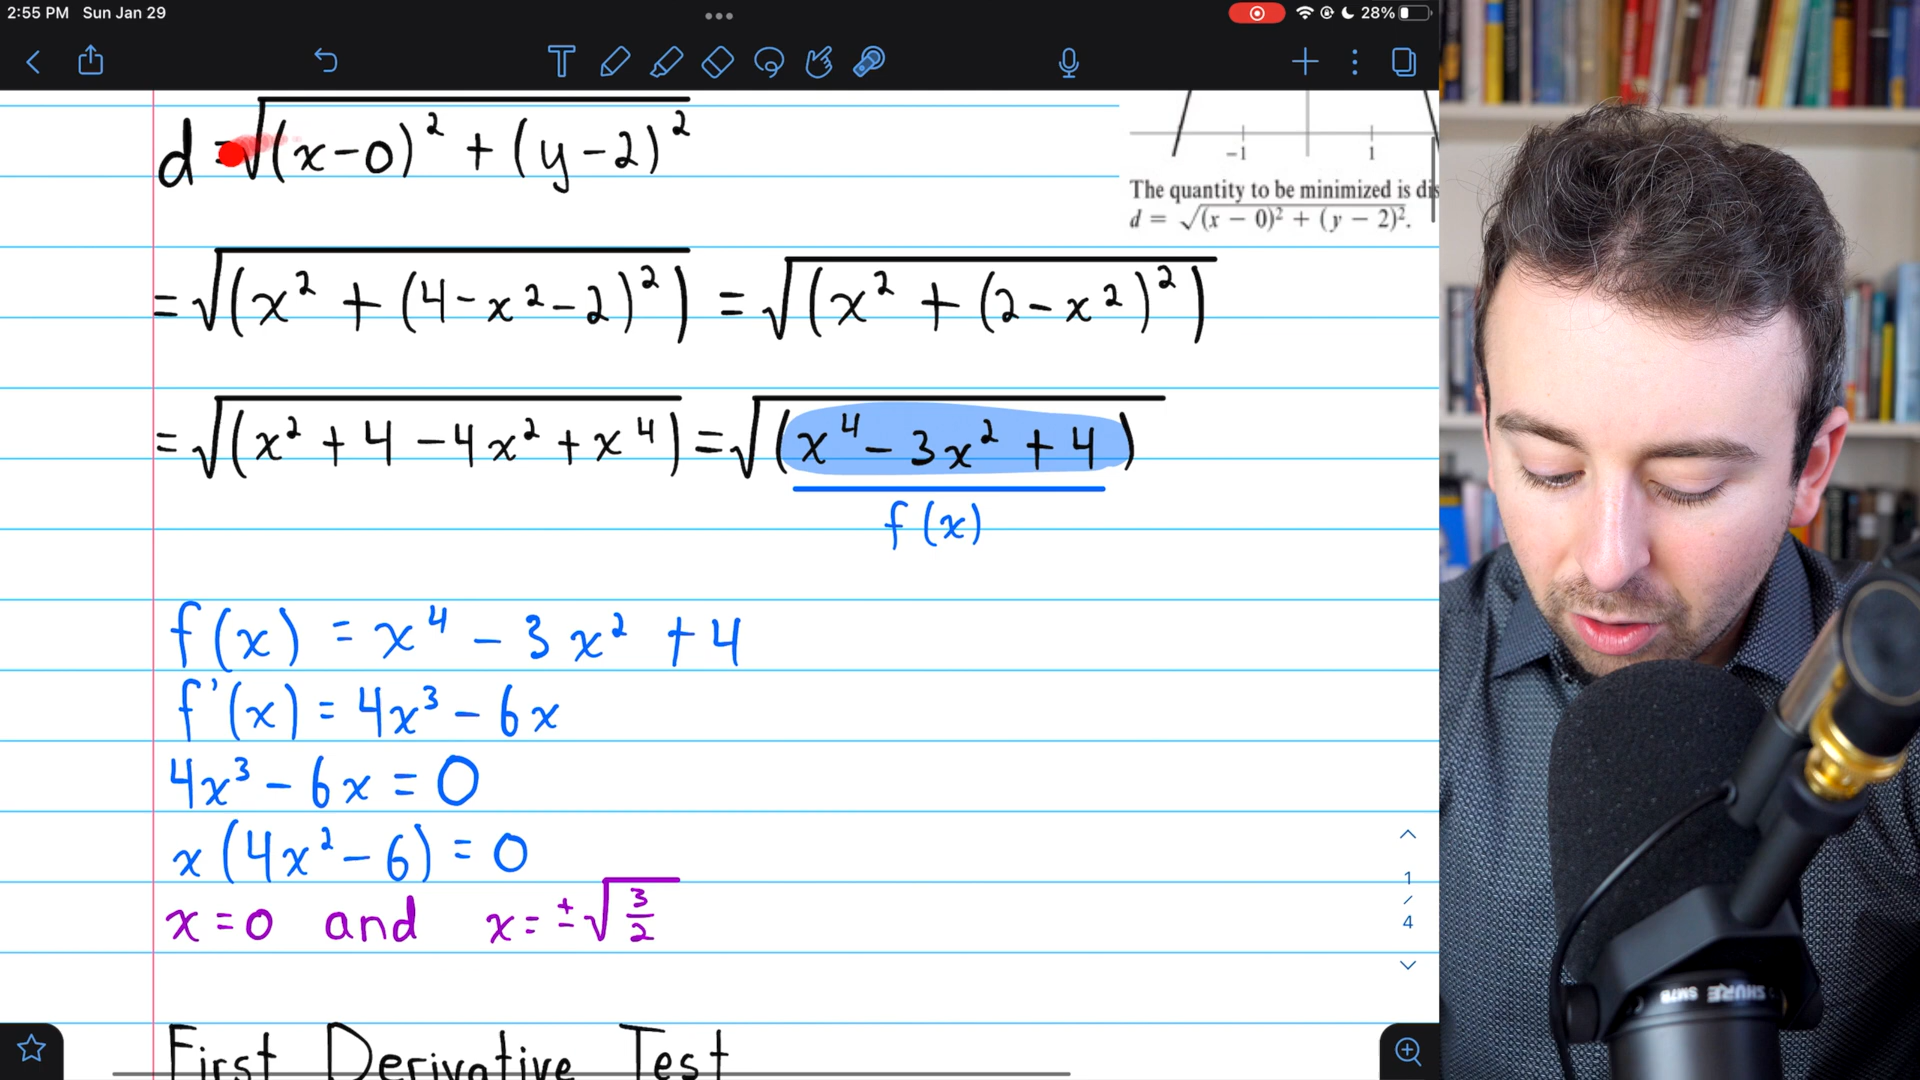 2:55 PM Sun Jan 29
28%
d = √(x-0)² + (y-2)²
-1 1
The quantity to be minimized is dis
d = √(x − 0)² + (y − 2)².
= √(x² + (4-x²-2)²) = √(x² + (2-x²)²)
= √(x² + 4 - 4x² + x⁴) = √(x⁴ - 3x² + 4)
f(x)
f(x) = x⁴ - 3x² + 4
f'(x) = 4x³ - 6x
4x³ - 6x = 0
x(4x² - 6) = 0
x = 0 and x = ±√3/2
1
/
4
First Derivative Test
SHURE SM7B